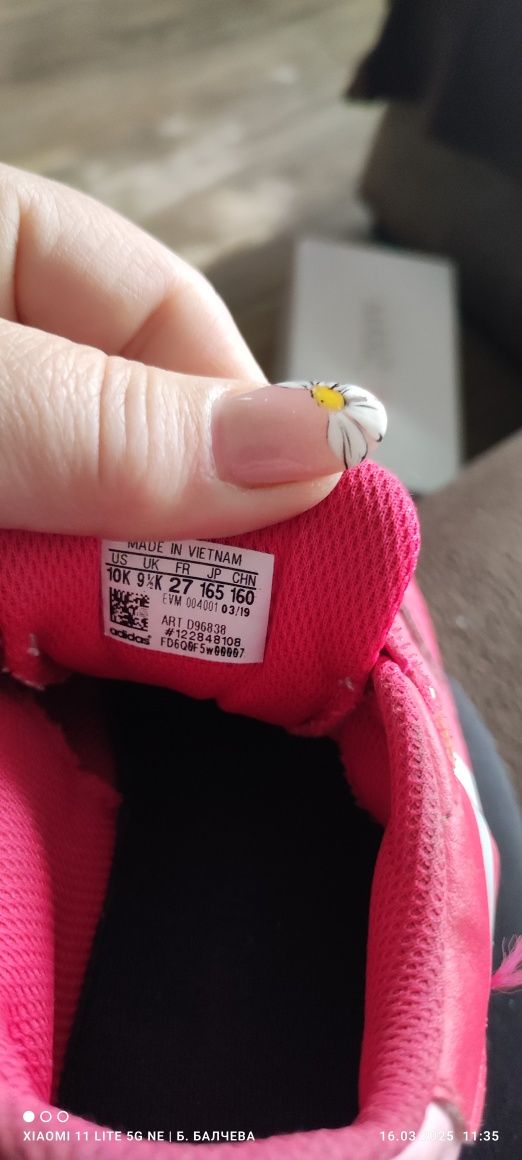 MADE IN VIETNAM
US UK FR JP CHN
10K 9½K 27 165 160
EVM 004001 03/19
ART D96838
#122848108
adidas FD6Q0F5w00007
XIAOMI 11 LITE 5G NE | Б. БАЛЧЕВА 16.03.2025 11:35